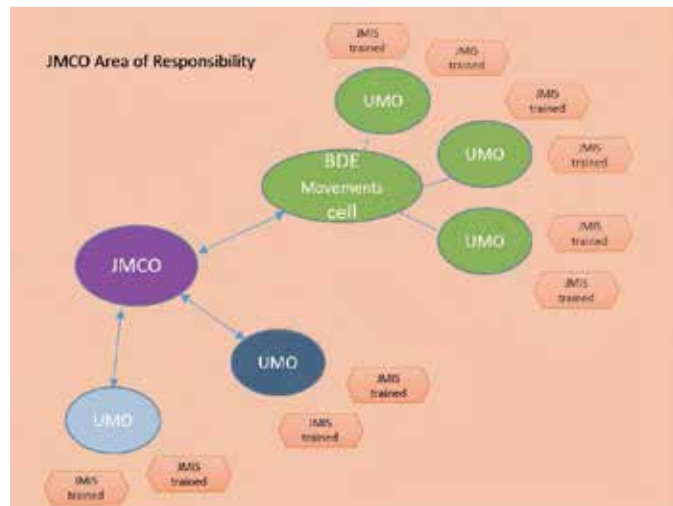 JMCO Area of Responsibility
JMIS
trained
JMIS
trained
UMO
JMIS
trained
BDE
Movements
cell
UMO
JMIS
trained
UMO
JMIS
trained
JMIS
trained
JMCO
UMO
JMIS
trained
JMIS
trained
UMO
JMIS
trained
JMIS
trained